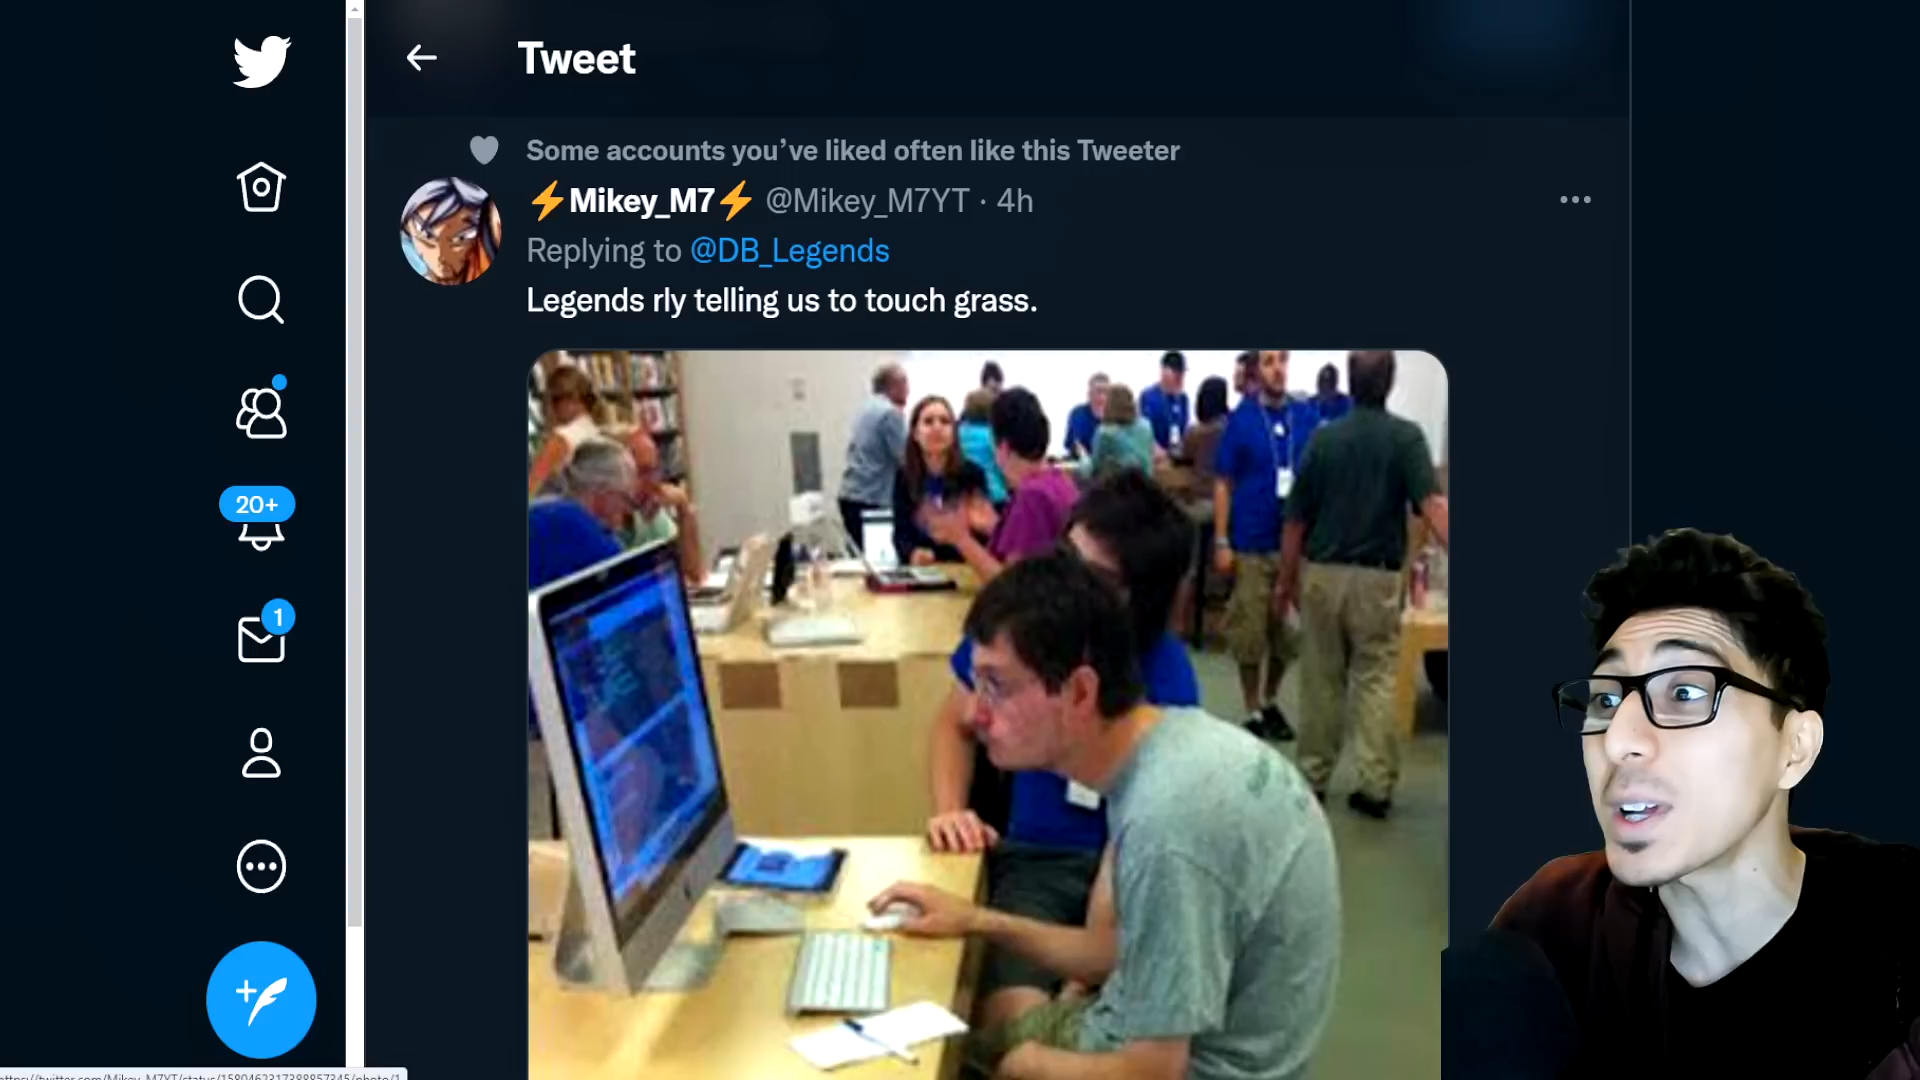 Tweet
Some accounts you’ve liked often like this Tweeter
⚡Mikey_M7⚡ @Mikey_M7YT · 4h
Replying to @DB_Legends
Legends rly telling us to touch grass.
20+
1